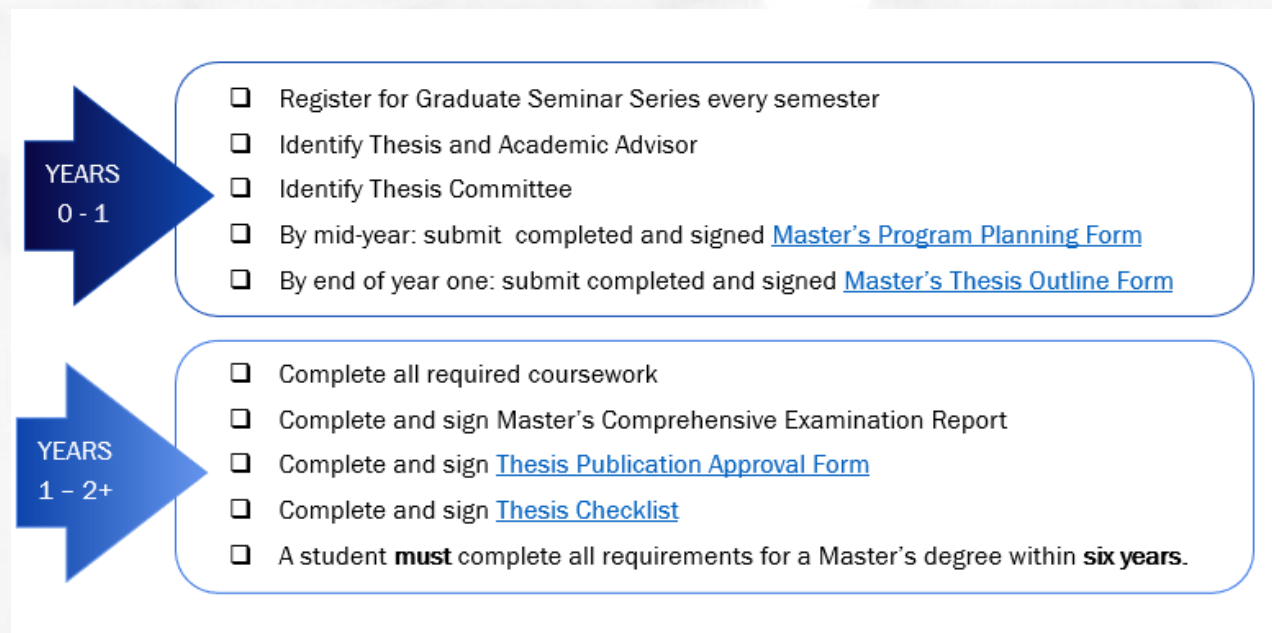 YEARS
0 - 1
Register for Graduate Seminar Series every semester
Identify Thesis and Academic Advisor
Identify Thesis Committee
By mid-year: submit completed and signed Master's Program Planning Form
By end of year one: submit completed and signed Master's Thesis Outline Form
YEARS
1 – 2+
Complete all required coursework
Complete and sign Master's Comprehensive Examination Report
Complete and sign Thesis Publication Approval Form
Complete and sign Thesis Checklist
A student must complete all requirements for a Master's degree within six years.